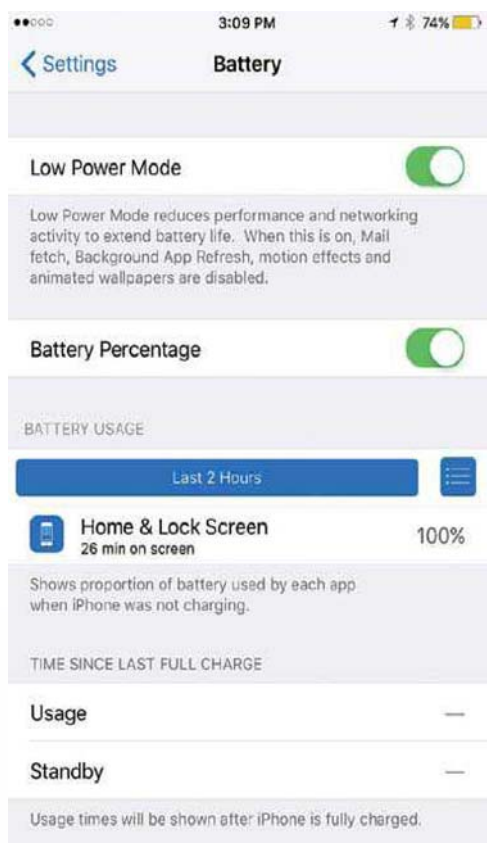 3:09 PM 74%
Settings Battery
Low Power Mode
Low Power Mode reduces performance and networking
activity to extend battery life. When this is on, Mail
fetch, Background App Refresh, motion effects and
animated wallpapers are disabled.
Battery Percentage
BATTERY USAGE
Last 2 Hours
Home & Lock Screen
26 min on screen
100%
Shows proportion of battery used by each app
when iPhone was not charging.
TIME SINCE LAST FULL CHARGE
Usage —
Standby —
Usage times will be shown after iPhone is fully charged.